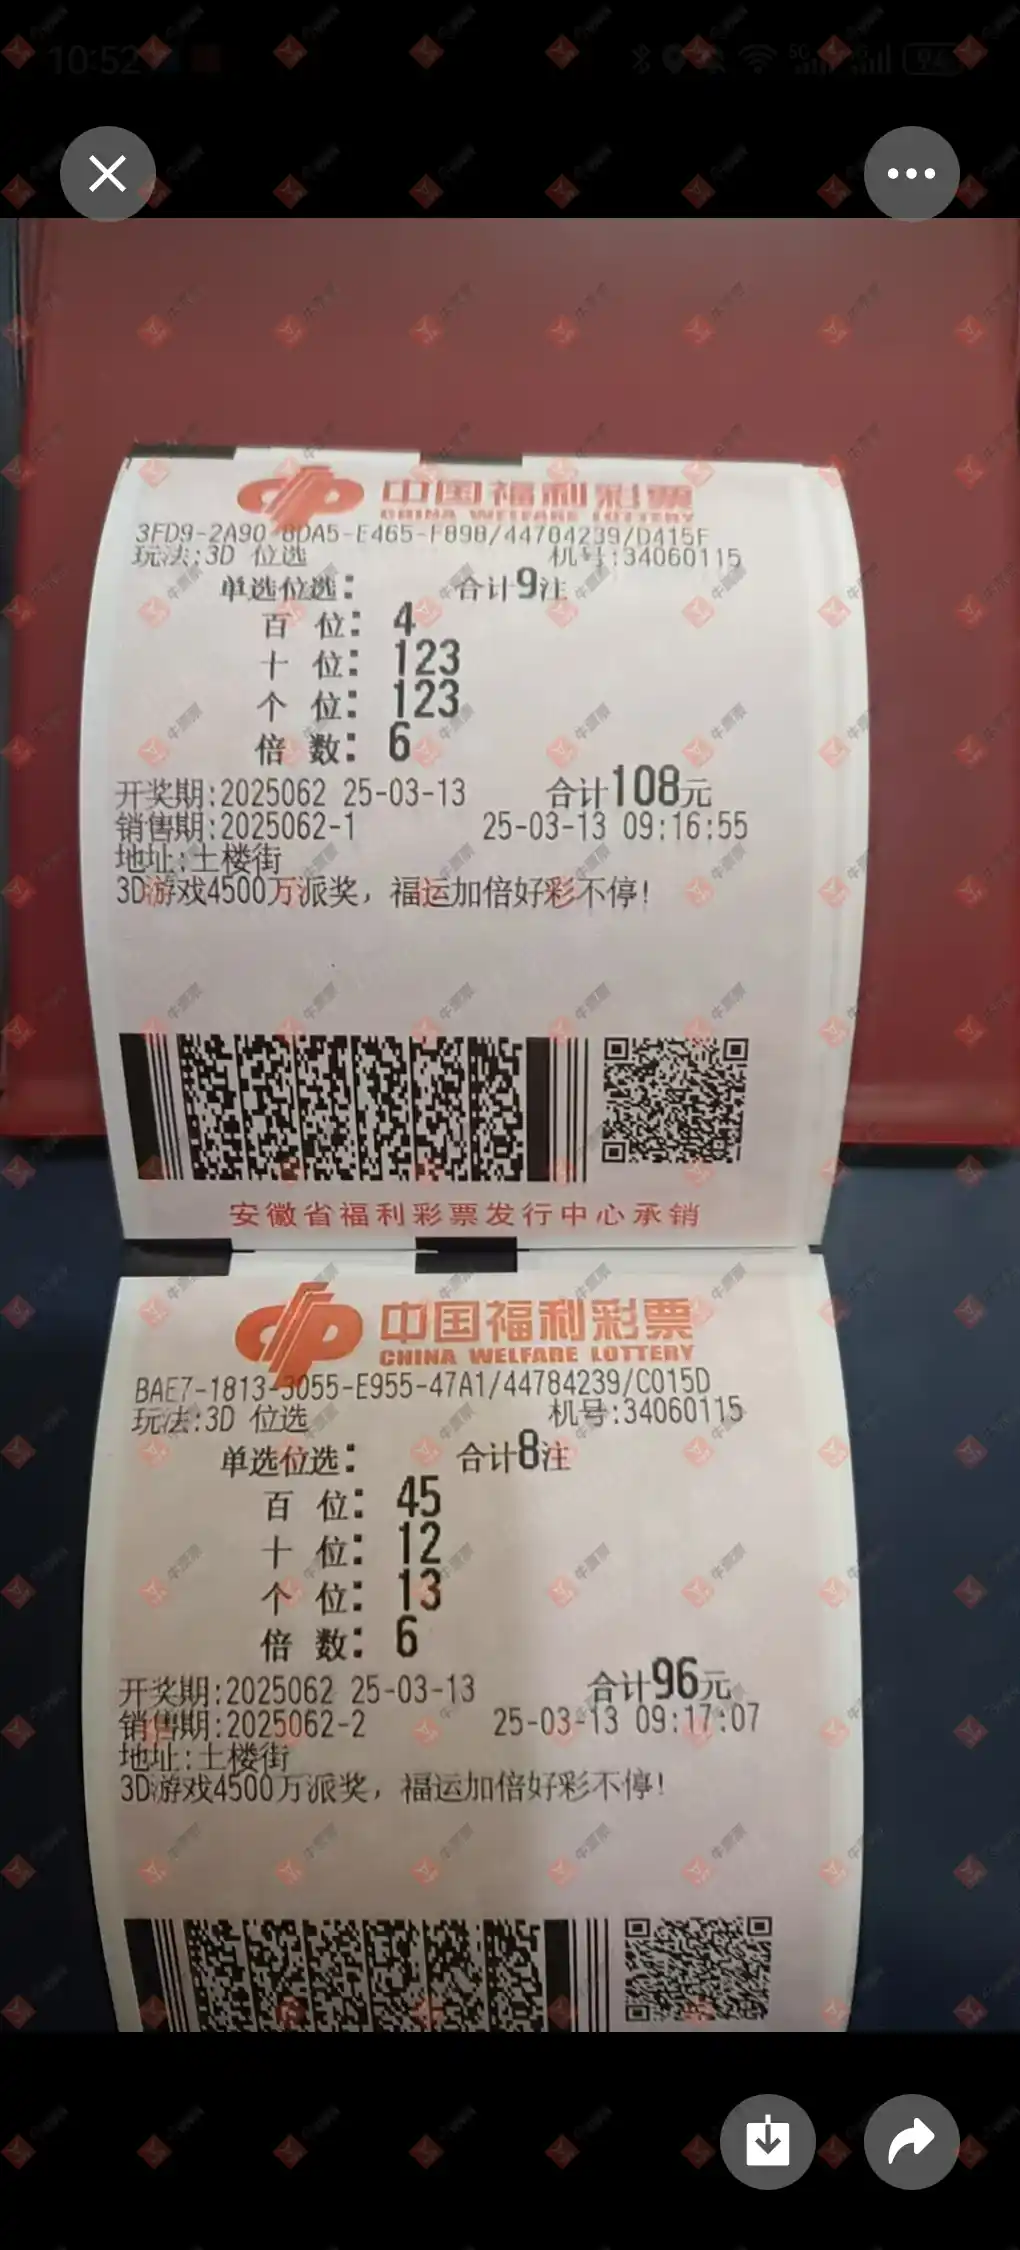 10:52
中国福利彩票
CHINA WELFARE LOTTERY
3FD9-2A90-8DA5-E465-F898/44784239/D415F
玩法:3D 位选 机号:34060115
单选位选: 合计9注
百 位: 4
十 位: 123
个 位: 123
倍 数: 6
开奖期:2025062 25-03-13 合计108元
销售期:2025062-1 25-03-13 09:16:55
地址:土楼街
3D游戏4500万派奖，福运加倍好彩不停!
安徽省福利彩票发行中心承销
中国福利彩票
CHINA WELFARE LOTTERY
BAE7-1813-3055-E955-47A1/44784239/C015D
玩法:3D 位选 机号:34060115
单选位选: 合计8注
百 位: 45
十 位: 12
个 位: 13
倍 数: 6
开奖期:2025062 25-03-13 合计96元
销售期:2025062-2 25-03-13 09:17:07
地址:土楼街
3D游戏4500万派奖，福运加倍好彩不停!